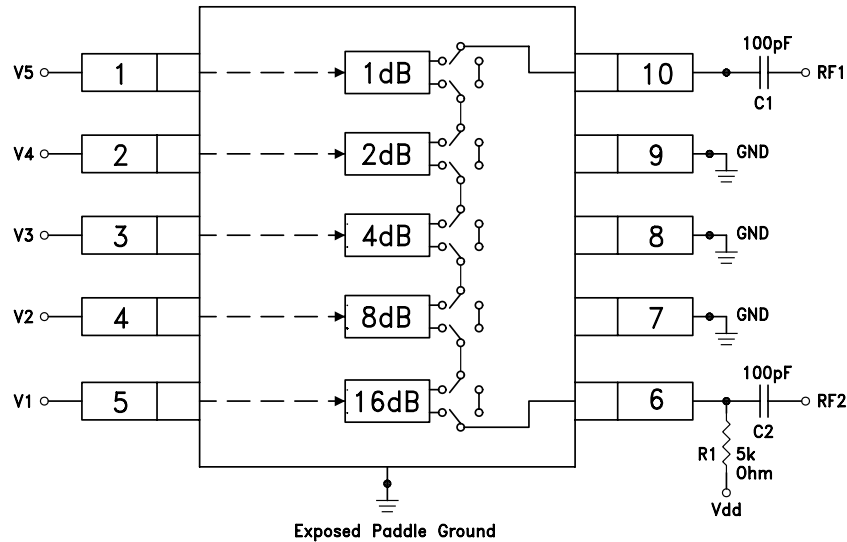 V5
1
1dB
10
100pF
C1
RF1
V4
2
2dB
9
GND
V3
3
4dB
8
GND
V2
4
8dB
7
GND
V1
5
16dB
6
100pF
C2
RF2
R1
5k
Ohm
Vdd
Exposed Paddle Ground